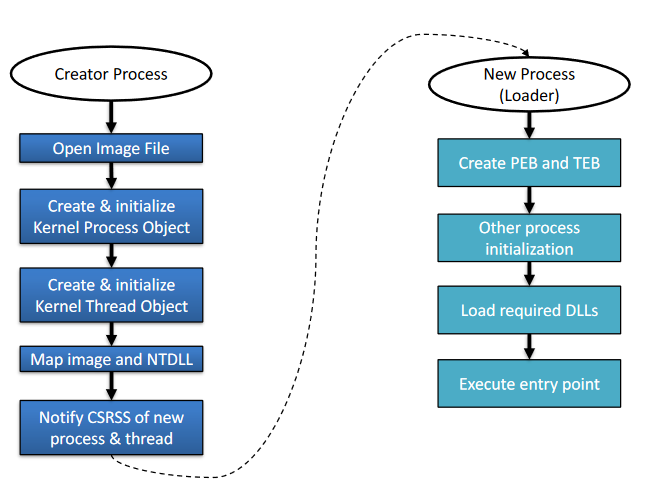 Creator Process
Open Image File
Create & initialize
Kernel Process Object
Create & initialize
Kernel Thread Object
Map image and NTDLL
Notify CSRSS of new
process & thread
New Process
(Loader)
Create PEB and TEB
Other process
initialization
Load required DLLs
Execute entry point